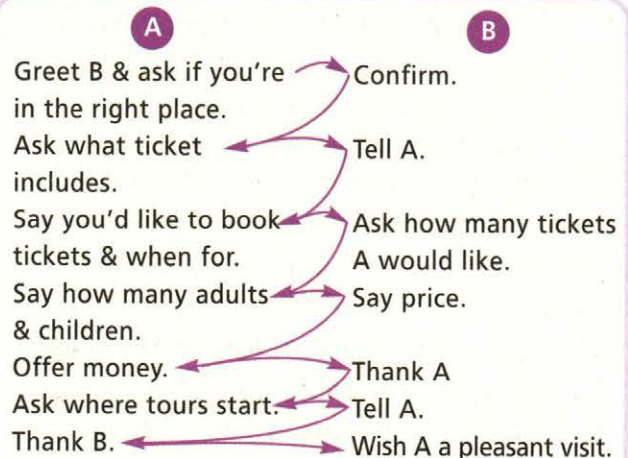 A
B
Greet B & ask if you're
in the right place.
Confirm.
Ask what ticket
includes.
Tell A.
Say you'd like to book
tickets & when for.
Ask how many tickets
A would like.
Say how many adults
& children.
Say price.
Offer money.
Thank A
Ask where tours start.
Tell A.
Thank B.
Wish A a pleasant visit.